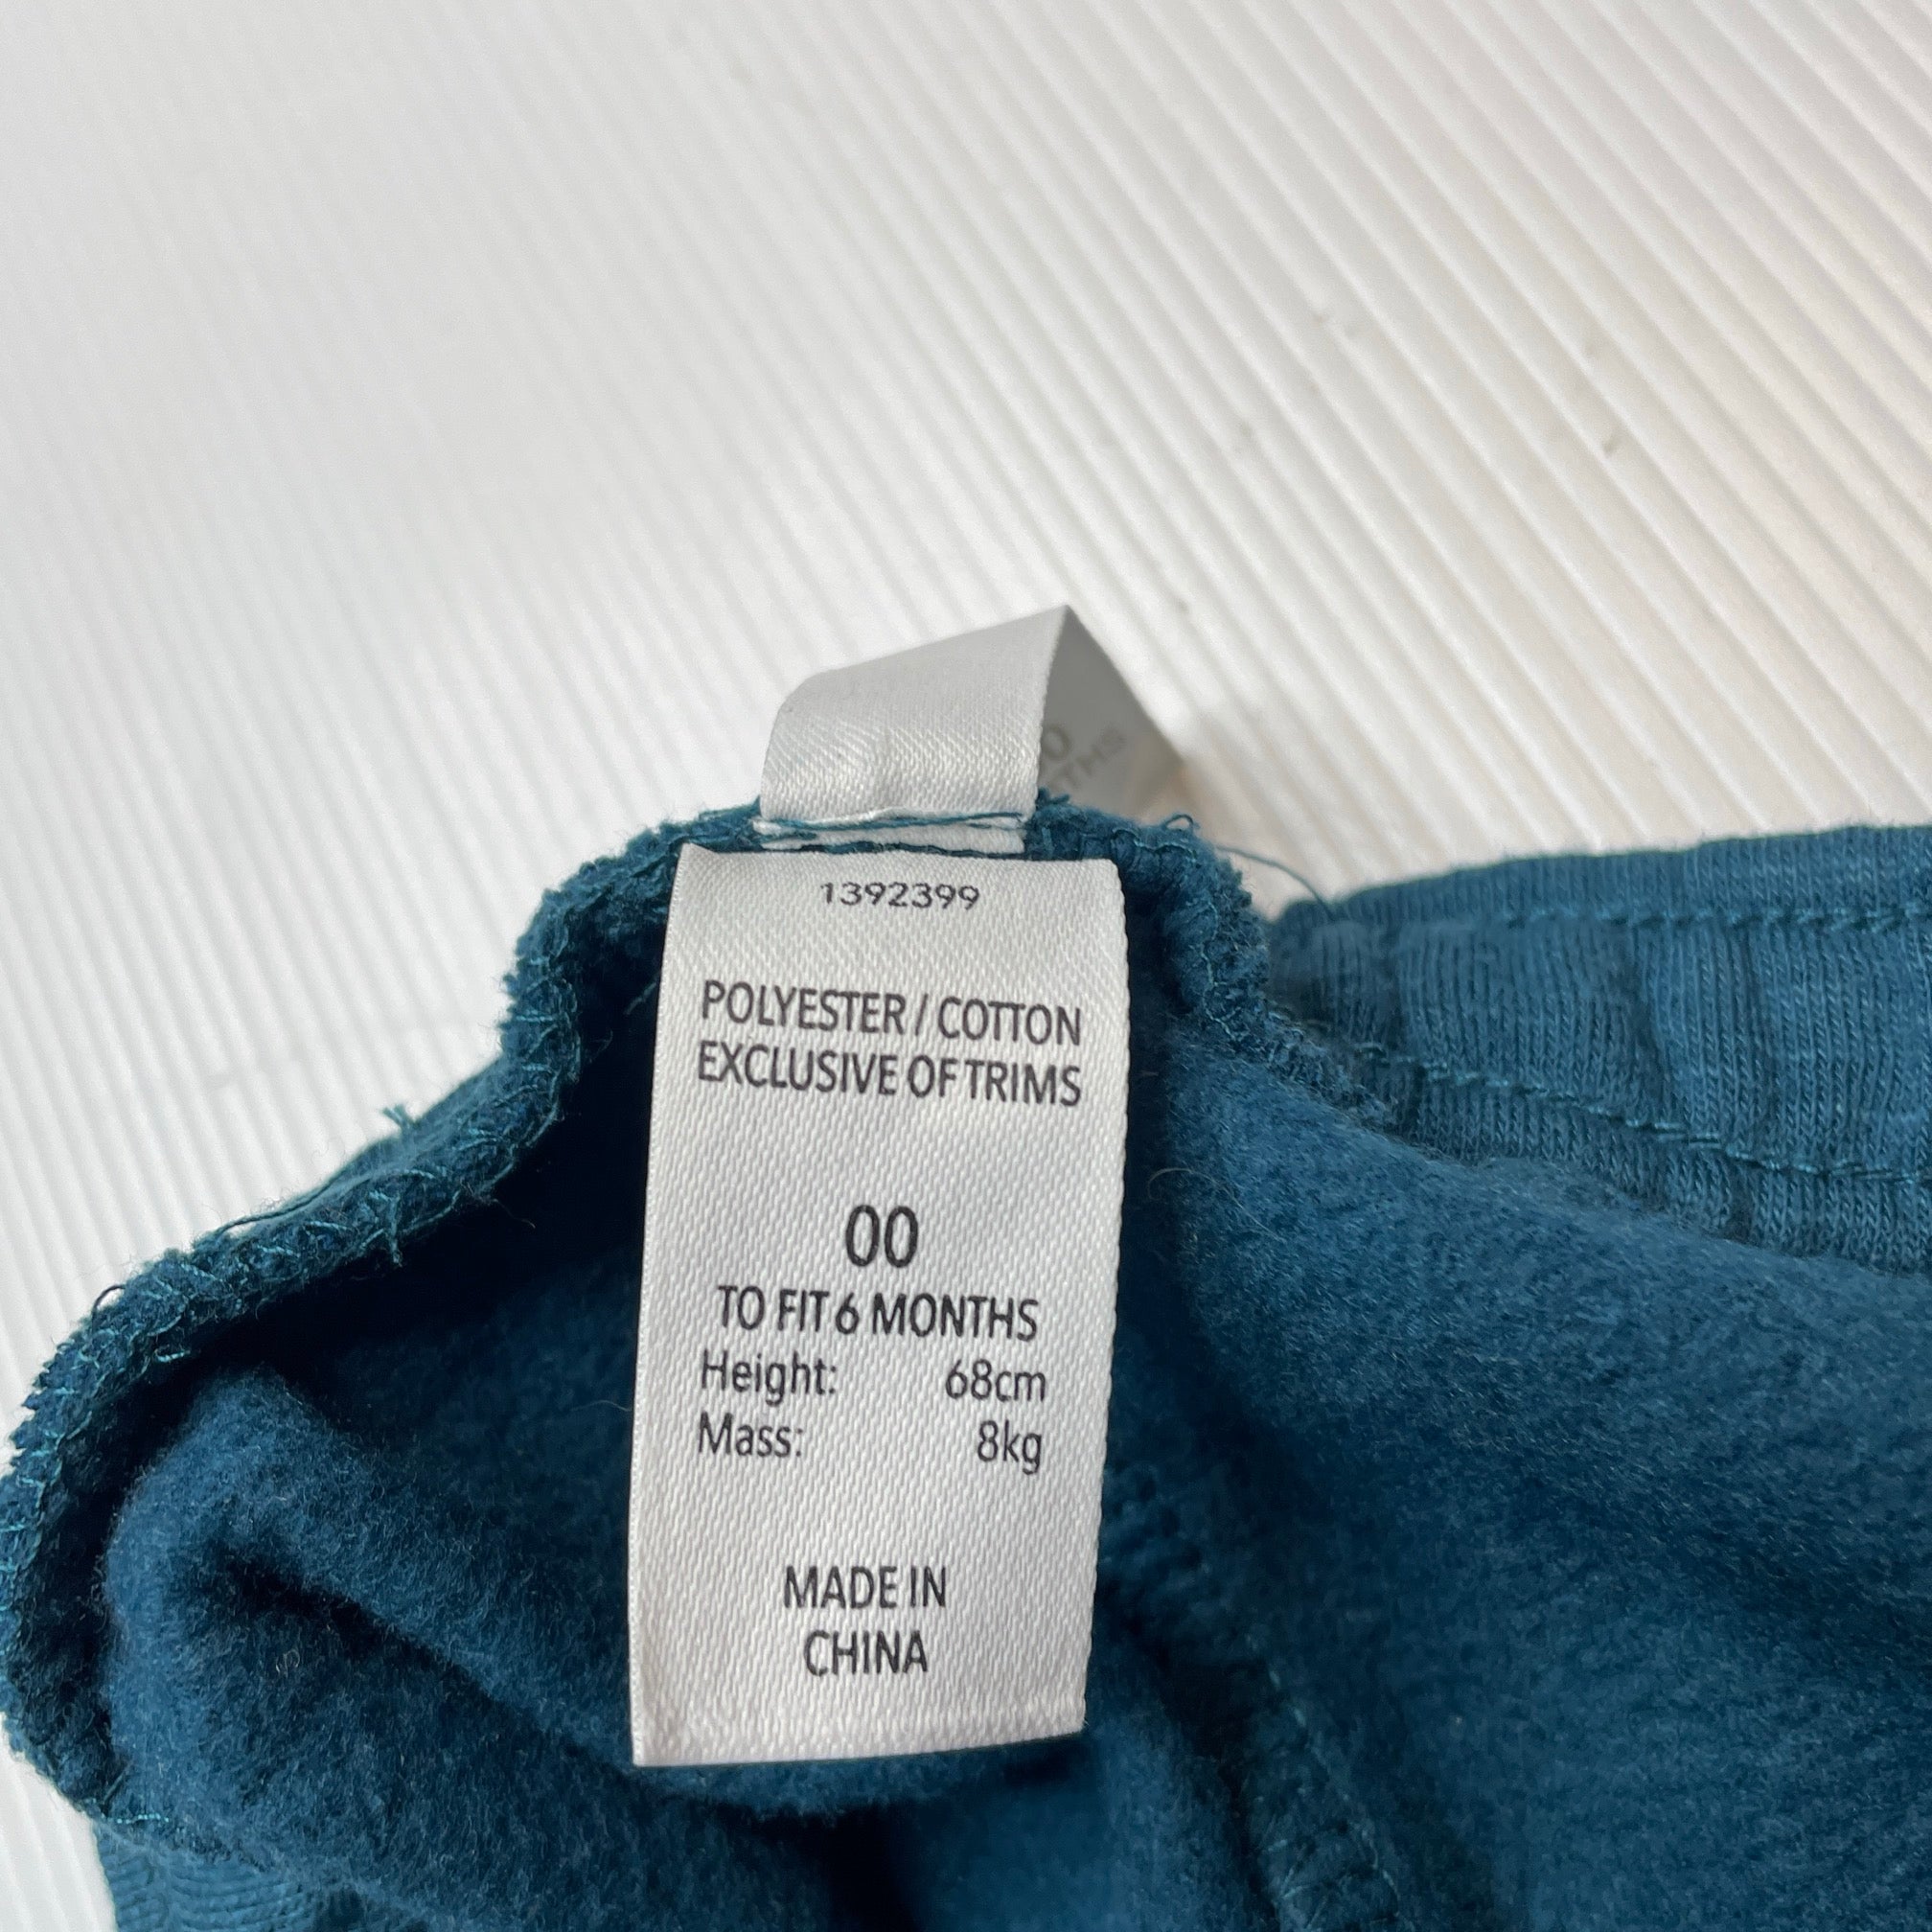 1392399
POLYESTER / COTTON
EXCLUSIVE OF TRIMS
00
TO FIT 6 MONTHS
Height: 68cm
Mass: 8kg
MADE IN
CHINA